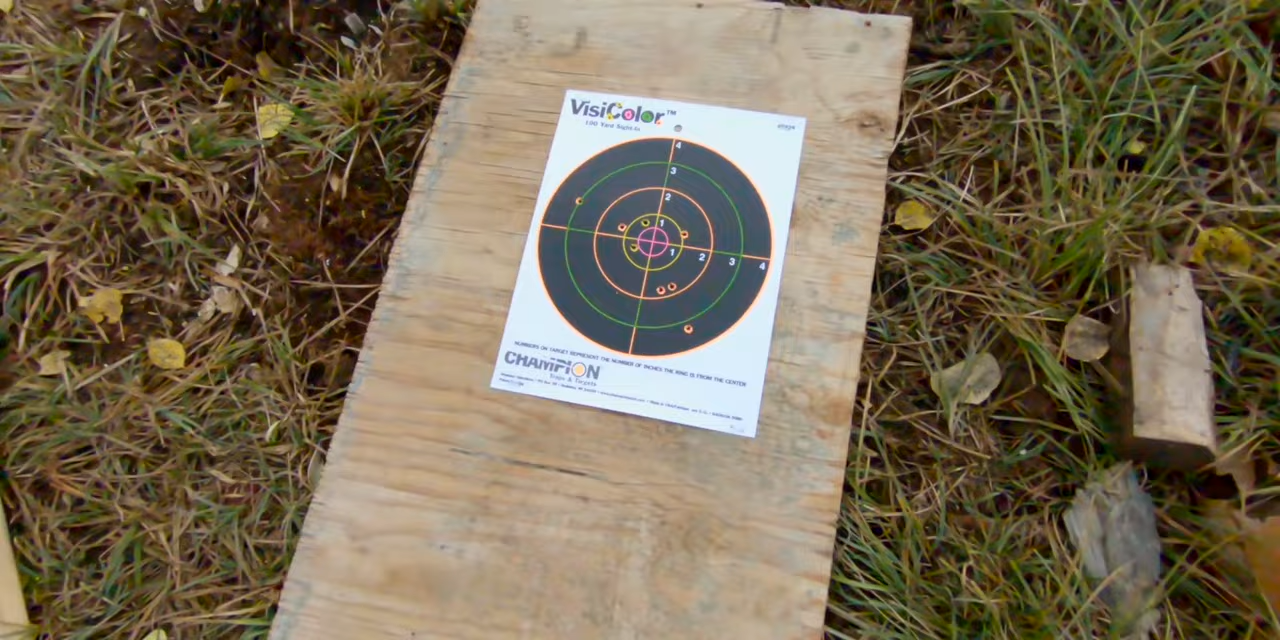 VisiColor™
100 Yard Sight-In
4
3
2
1
1
2
3
4
NUMBERS ON TARGET REPRESENT THE NUMBER OF INCHES THE RING IS FROM THE CENTER
CHAMPION
Traps & Targets